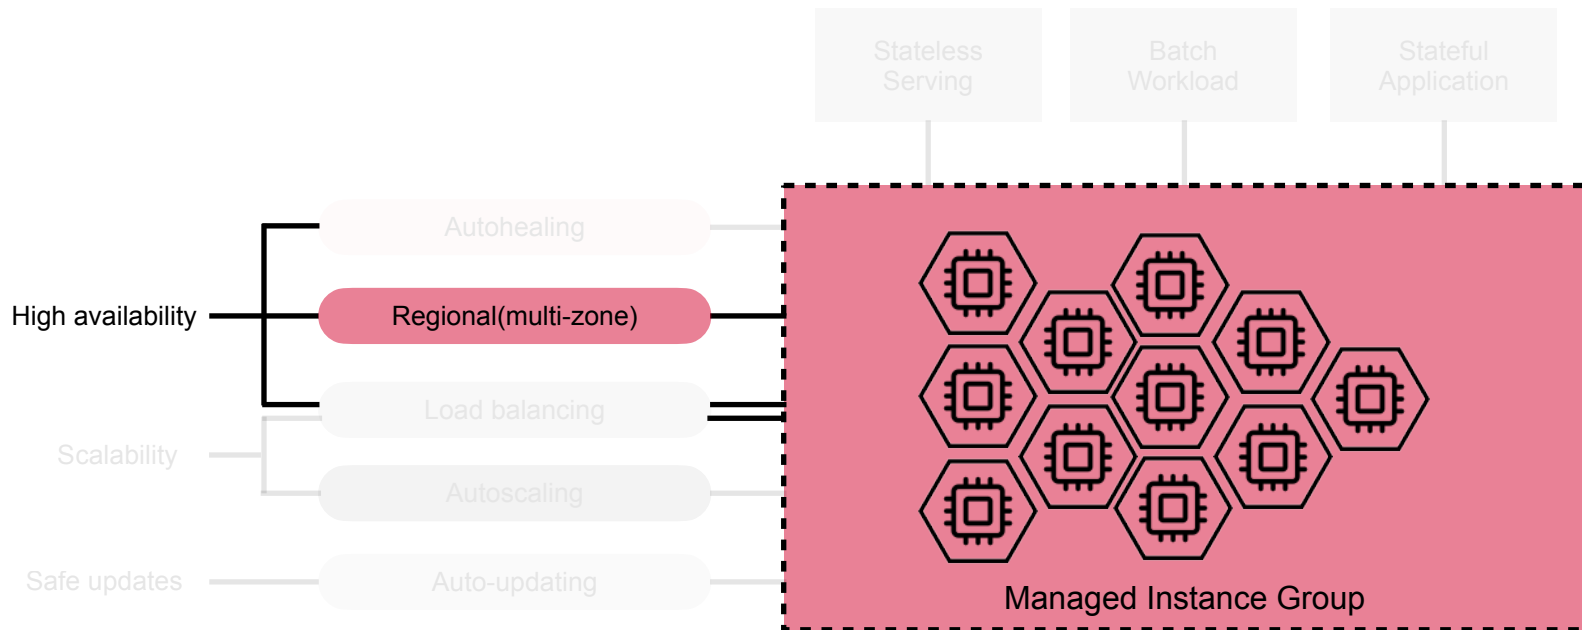 Stateless
Serving
Batch
Workload
Stateful
Application
Autohealing
High availability
Regional(multi-zone)
Load balancing
Scalability
Autoscaling
Safe updates
Auto-updating
Managed Instance Group